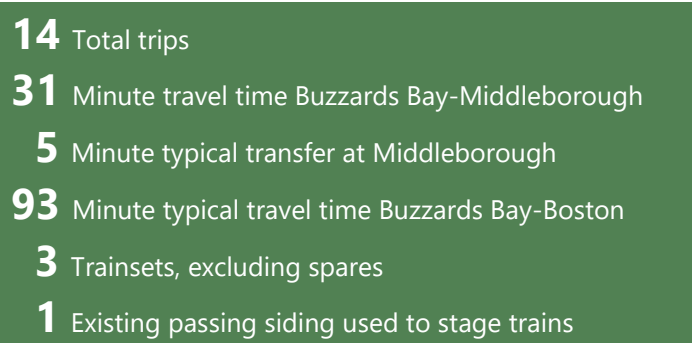 14 Total trips
31 Minute travel time Buzzards Bay-Middleborough
5 Minute typical transfer at Middleborough
93 Minute typical travel time Buzzards Bay-Boston
3 Trainsets, excluding spares
1 Existing passing siding used to stage trains